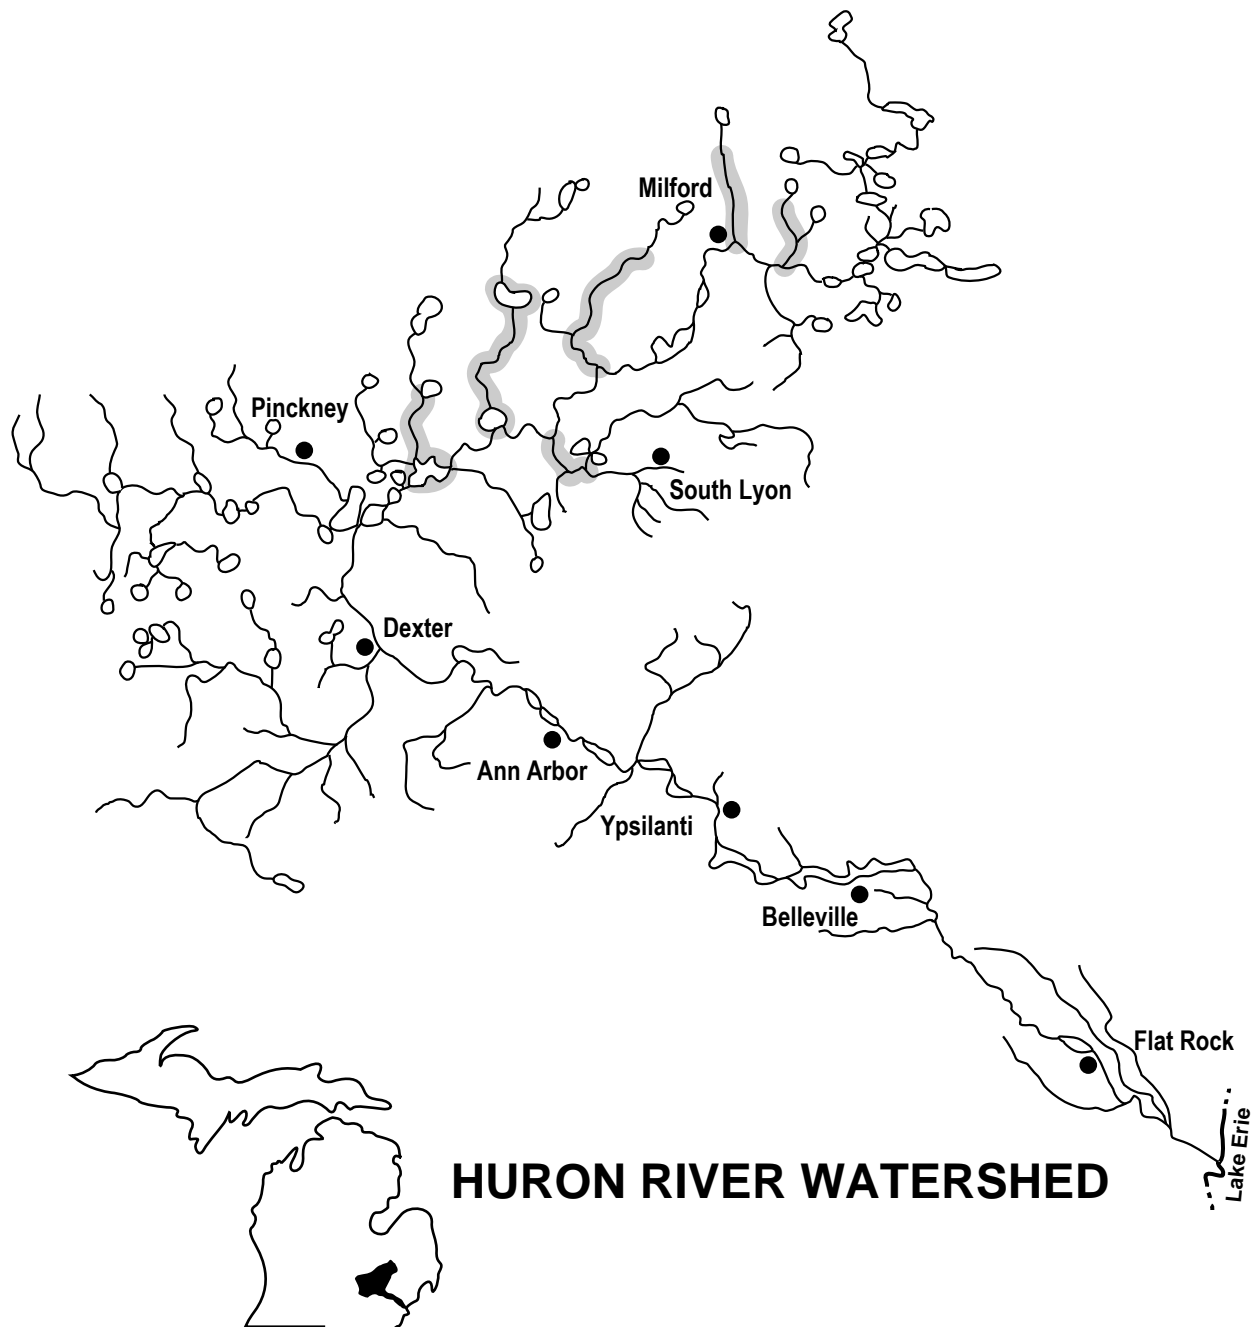 Milford
Pinckney
South Lyon
Dexter
Ann Arbor
Ypsilanti
Belleville
Flat Rock
Lake Erie
HURON RIVER WATERSHED